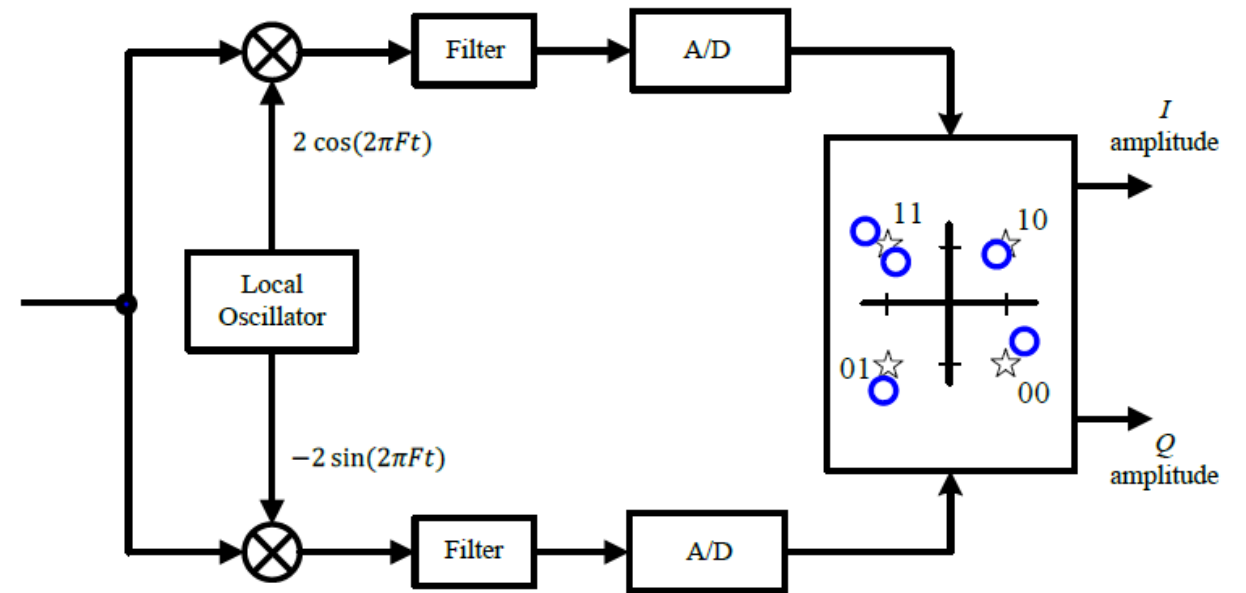 Filter
A/D
2 cos(2πFt)
I
amplitude
11
10
Local
Oscillator
01
00
−2 sin(2πFt)
Q
amplitude
Filter
A/D